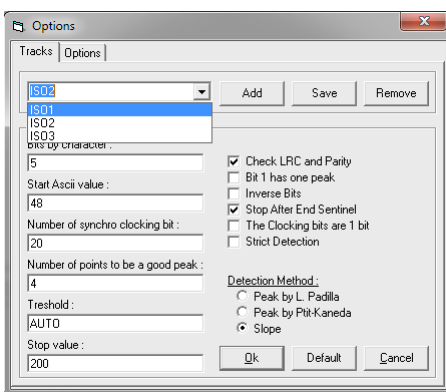 Options
Tracks Options
ISO2 Add Save Remove
ISO1
ISO2
ISO3
Bits by character :
5
Start Ascii value :
48
Number of synchro clocking bit :
20
Number of points to be a good peak :
4
Treshold :
AUTO
Stop value :
200
Check LRC and Parity
Bit 1 has one peak
Inverse Bits
Stop After End Sentinel
The Clocking bits are 1 bit
Strict Detection
Detection Method :
Peak by L. Padilla
Peak by Ptit-Kaneda
Slope
Ok Default Cancel